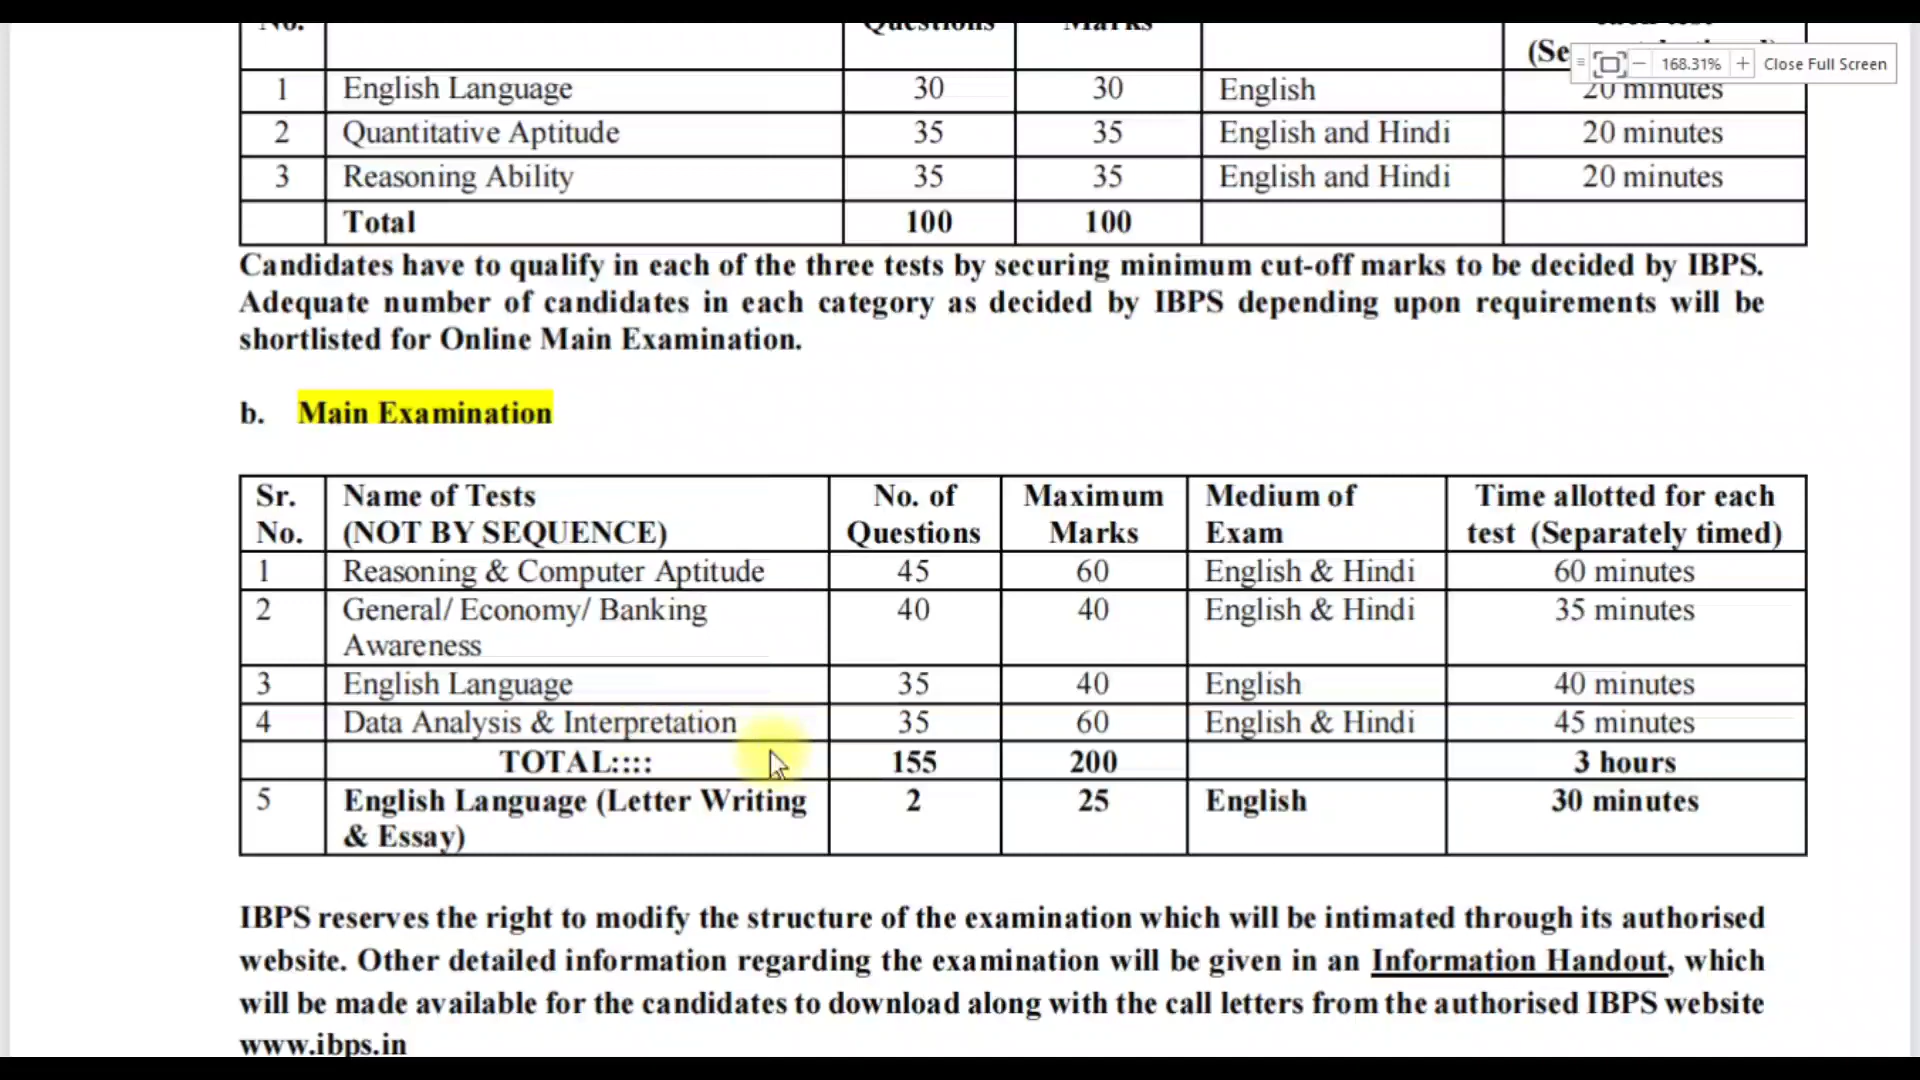 No. Questions Marks
(Se
168.31% Close Full Screen
1 English Language 30 30 English 20 minutes
2 Quantitative Aptitude 35 35 English and Hindi 20 minutes
3 Reasoning Ability 35 35 English and Hindi 20 minutes
Total 100 100
Candidates have to qualify in each of the three tests by securing minimum cut-off marks to be decided by IBPS.
Adequate number of candidates in each category as decided by IBPS depending upon requirements will be
shortlisted for Online Main Examination.
b. Main Examination
Sr. Name of Tests No. of Maximum Medium of Time allotted for each
No. (NOT BY SEQUENCE) Questions Marks Exam test (Separately timed)
1 Reasoning & Computer Aptitude 45 60 English & Hindi 60 minutes
2 General/ Economy/ Banking 40 40 English & Hindi 35 minutes
Awareness
3 English Language 35 40 English 40 minutes
4 Data Analysis & Interpretation 35 60 English & Hindi 45 minutes
TOTAL:::: 155 200 3 hours
5 English Language (Letter Writing 2 25 English 30 minutes
& Essay)
IBPS reserves the right to modify the structure of the examination which will be intimated through its authorised
website. Other detailed information regarding the examination will be given in an Information Handout, which
will be made available for the candidates to download along with the call letters from the authorised IBPS website
www.ibps.in